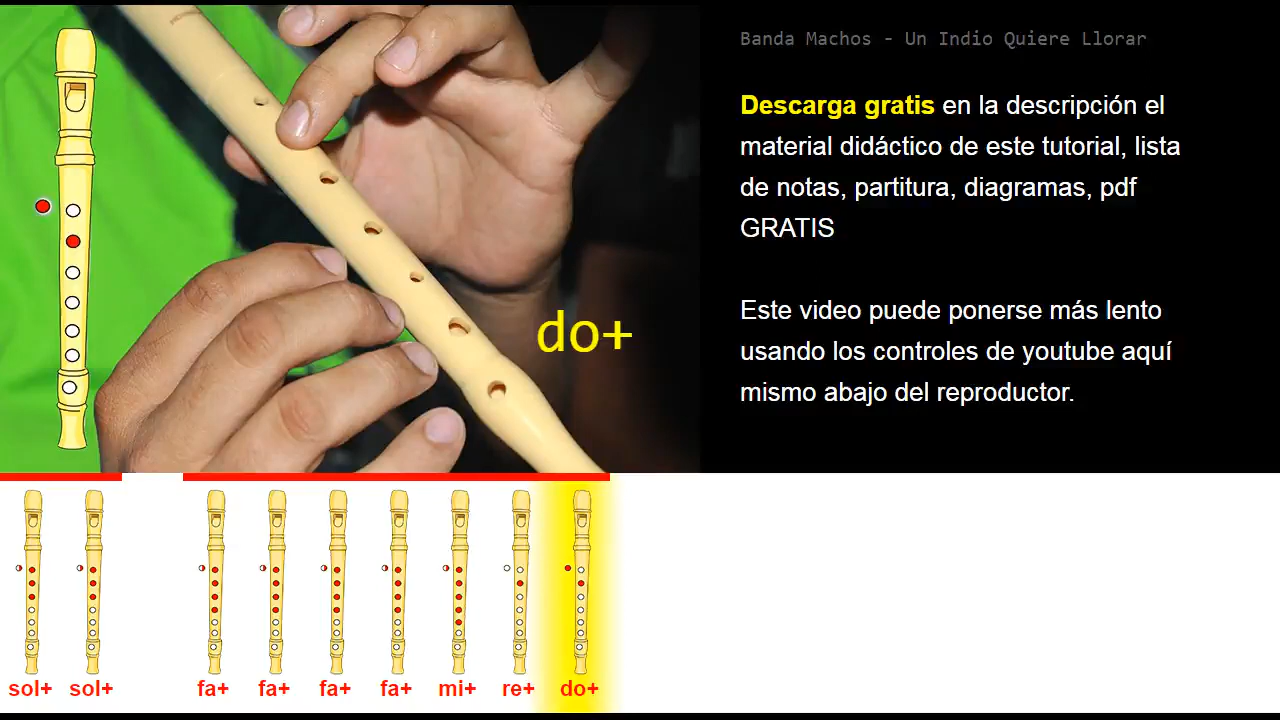 Banda Machos - Un Indio Quiere Llorar
Descarga gratis en la descripción el
material didáctico de este tutorial, lista
de notas, partitura, diagramas, pdf
GRATIS
Este video puede ponerse más lento
usando los controles de youtube aquí
mismo abajo del reproductor.
do+
sol+ sol+ fa+ fa+ fa+ fa+ mi+ re+ do+